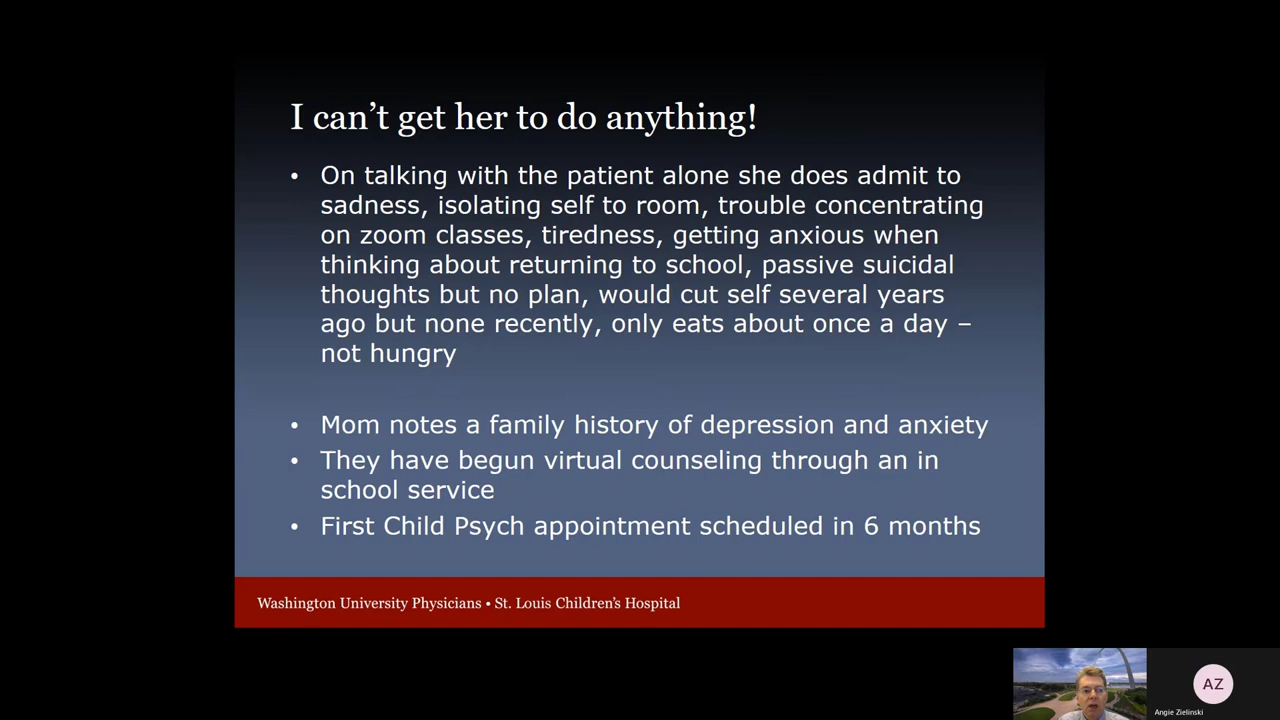 I can’t get her to do anything!
• On talking with the patient alone she does admit to
sadness, isolating self to room, trouble concentrating
on zoom classes, tiredness, getting anxious when
thinking about returning to school, passive suicidal
thoughts but no plan, would cut self several years
ago but none recently, only eats about once a day –
not hungry
• Mom notes a family history of depression and anxiety
• They have begun virtual counseling through an in
school service
• First Child Psych appointment scheduled in 6 months
Washington University Physicians • St. Louis Children’s Hospital
AZ
Angie Zielinski